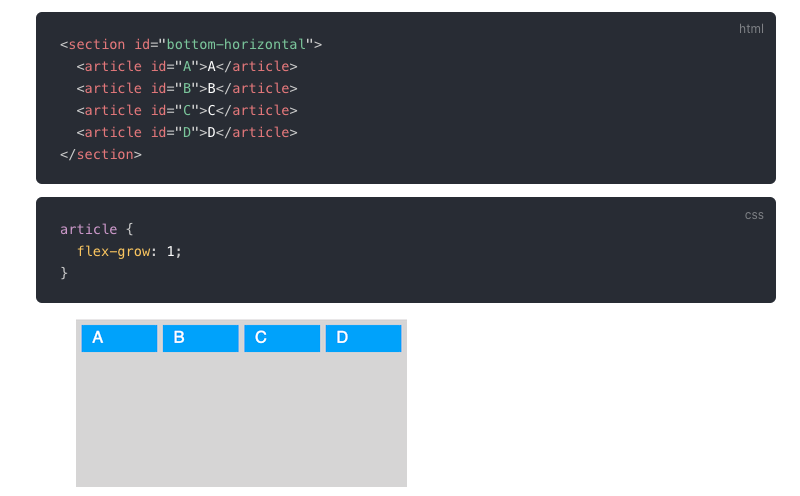 html
<section id="bottom-horizontal">
  <article id="A">A</article>
  <article id="B">B</article>
  <article id="C">C</article>
  <article id="D">D</article>
</section>
css
article {
  flex-grow: 1;
}
A B C D